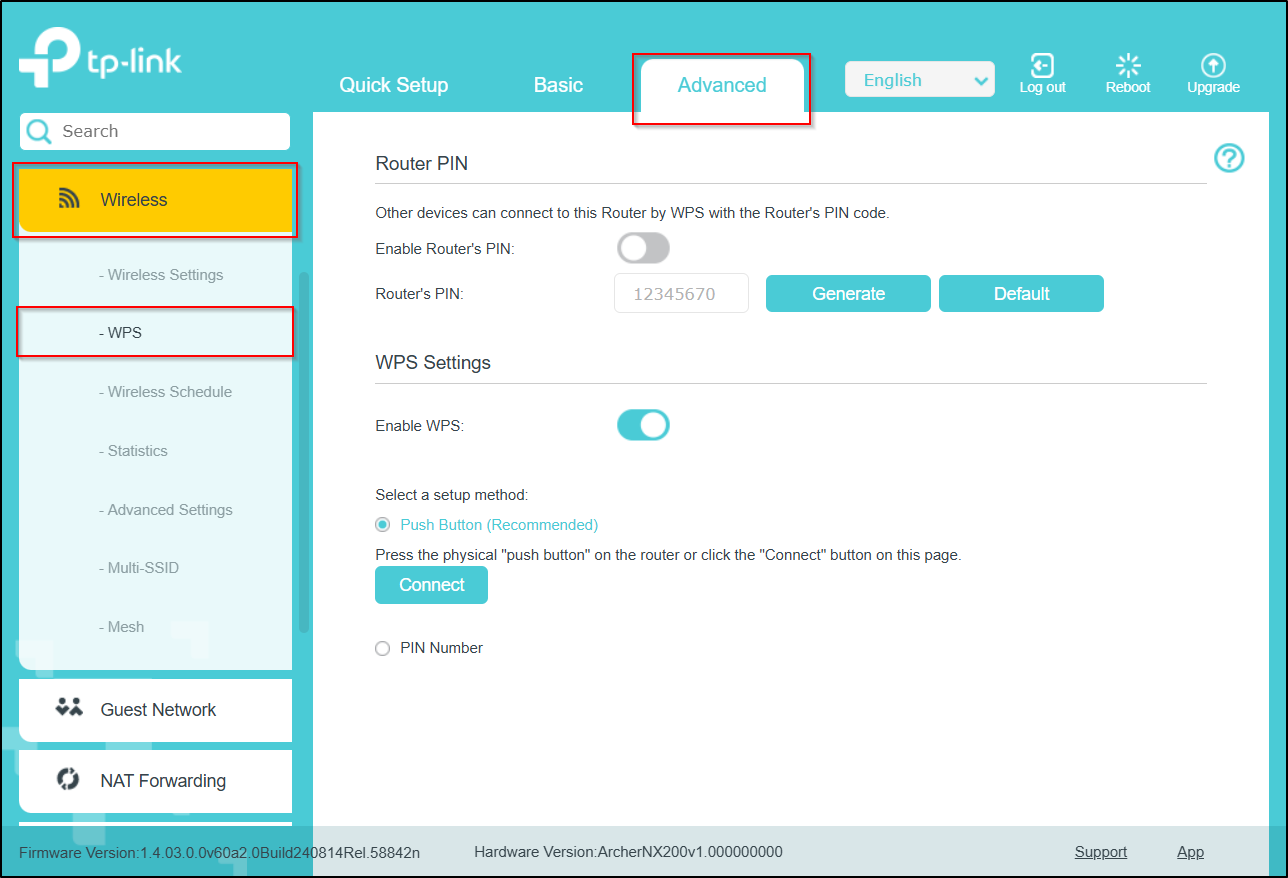 tp-link
Quick Setup
Basic
Advanced
English
Log out
Reboot
Upgrade
Search
Wireless
- Wireless Settings
- WPS
- Wireless Schedule
- Statistics
- Advanced Settings
- Multi-SSID
- Mesh
Guest Network
NAT Forwarding
Router PIN
?
Other devices can connect to this Router by WPS with the Router's PIN code.
Enable Router's PIN:
Router's PIN:
12345670
Generate
Default
WPS Settings
Enable WPS:
Select a setup method:
Push Button (Recommended)
Press the physical "push button" on the router or click the "Connect" button on this page.
Connect
PIN Number
Firmware Version:1.4.03.0.0v60a2.0Build240814Rel.58842n
Hardware Version:ArcherNX200v1.000000000
Support
App